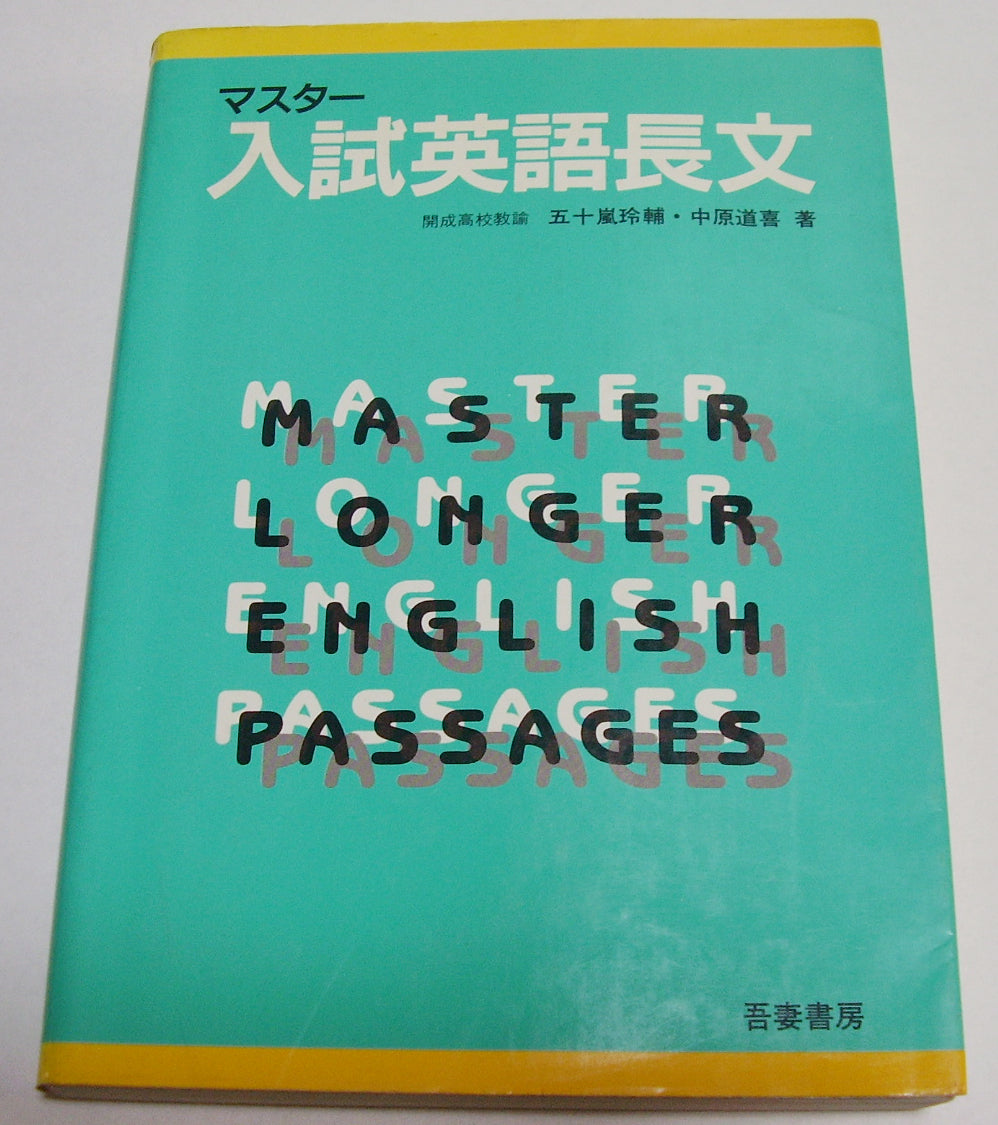 マスター
入試英語長文
開成高校教諭 五十嵐玲輔・中原道喜 著
MASTER
LONGER
ENGLISH
PASSAGES
吾妻書房